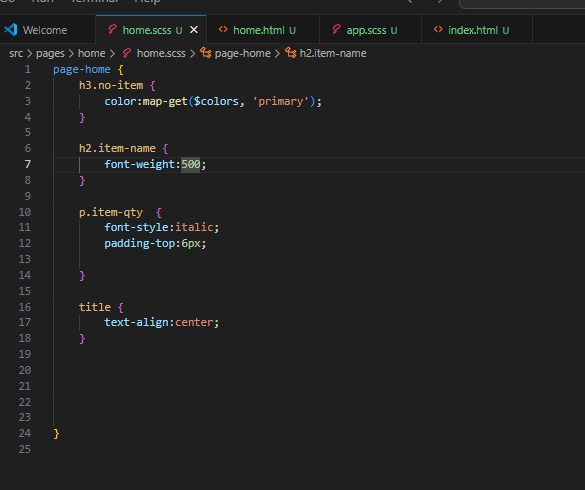 Run Terminal Help
Welcome home.scss U home.html U app.scss U index.html U
src > pages > home > home.scss > page-home > h2.item-name
1 page-home {
2 h3.no-item {
3 color:map-get($colors, 'primary');
4 }
5
6 h2.item-name {
7 font-weight:500;
8 }
9
10 p.item-qty  {
11 font-style:italic;
12 padding-top:6px;
13
14 }
15
16 title {
17 text-align:center;
18 }
19
20
21
22
23
24 }
25